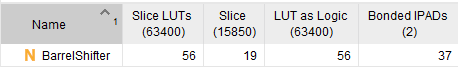 Name 1 Slice LUTs (63400) Slice (15850) LUT as Logic (63400) Bonded IPADs (2)
N BarrelShifter 56 19 56 37